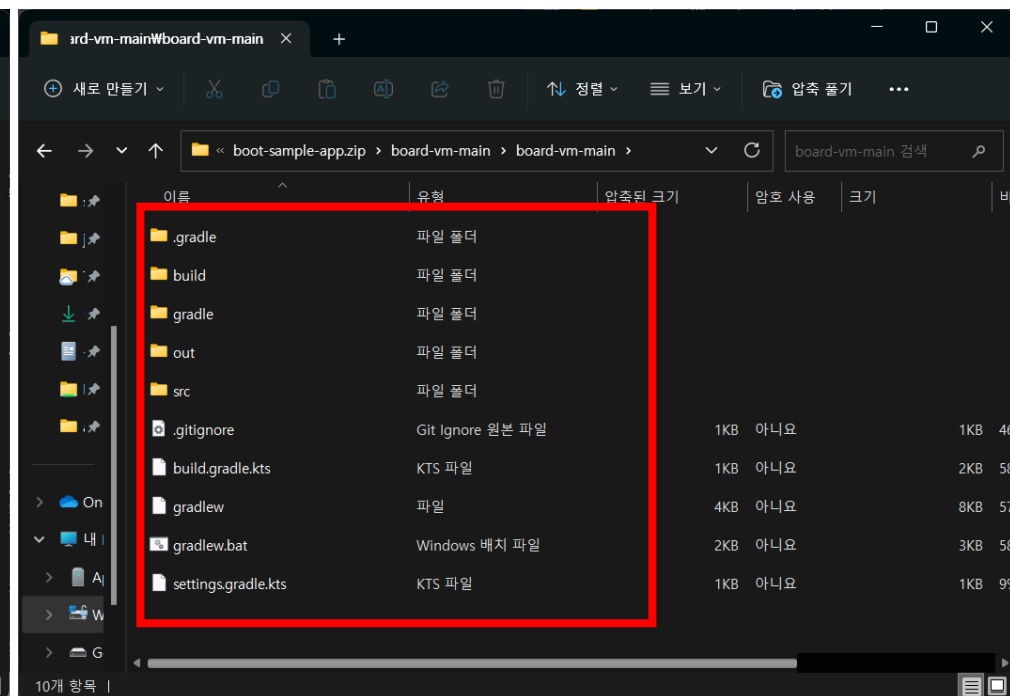 ard-vm-main₩board-vm-main
새로 만들기
정렬
보기
압축 풀기
« boot-sample-app.zip > board-vm-main > board-vm-main >
board-vm-main 검색
이름 유형 압축된 크기 암호 사용 크기
.gradle 파일 폴더
build 파일 폴더
gradle 파일 폴더
out 파일 폴더
src 파일 폴더
.gitignore Git Ignore 원본 파일 1KB 아니요 1KB 46
build.gradle.kts KTS 파일 1KB 아니요 2KB 58
gradlew 파일 4KB 아니요 8KB 57
gradlew.bat Windows 배치 파일 2KB 아니요 3KB 58
settings.gradle.kts KTS 파일 1KB 아니요 1KB 99
On
내
W
G
10개 항목